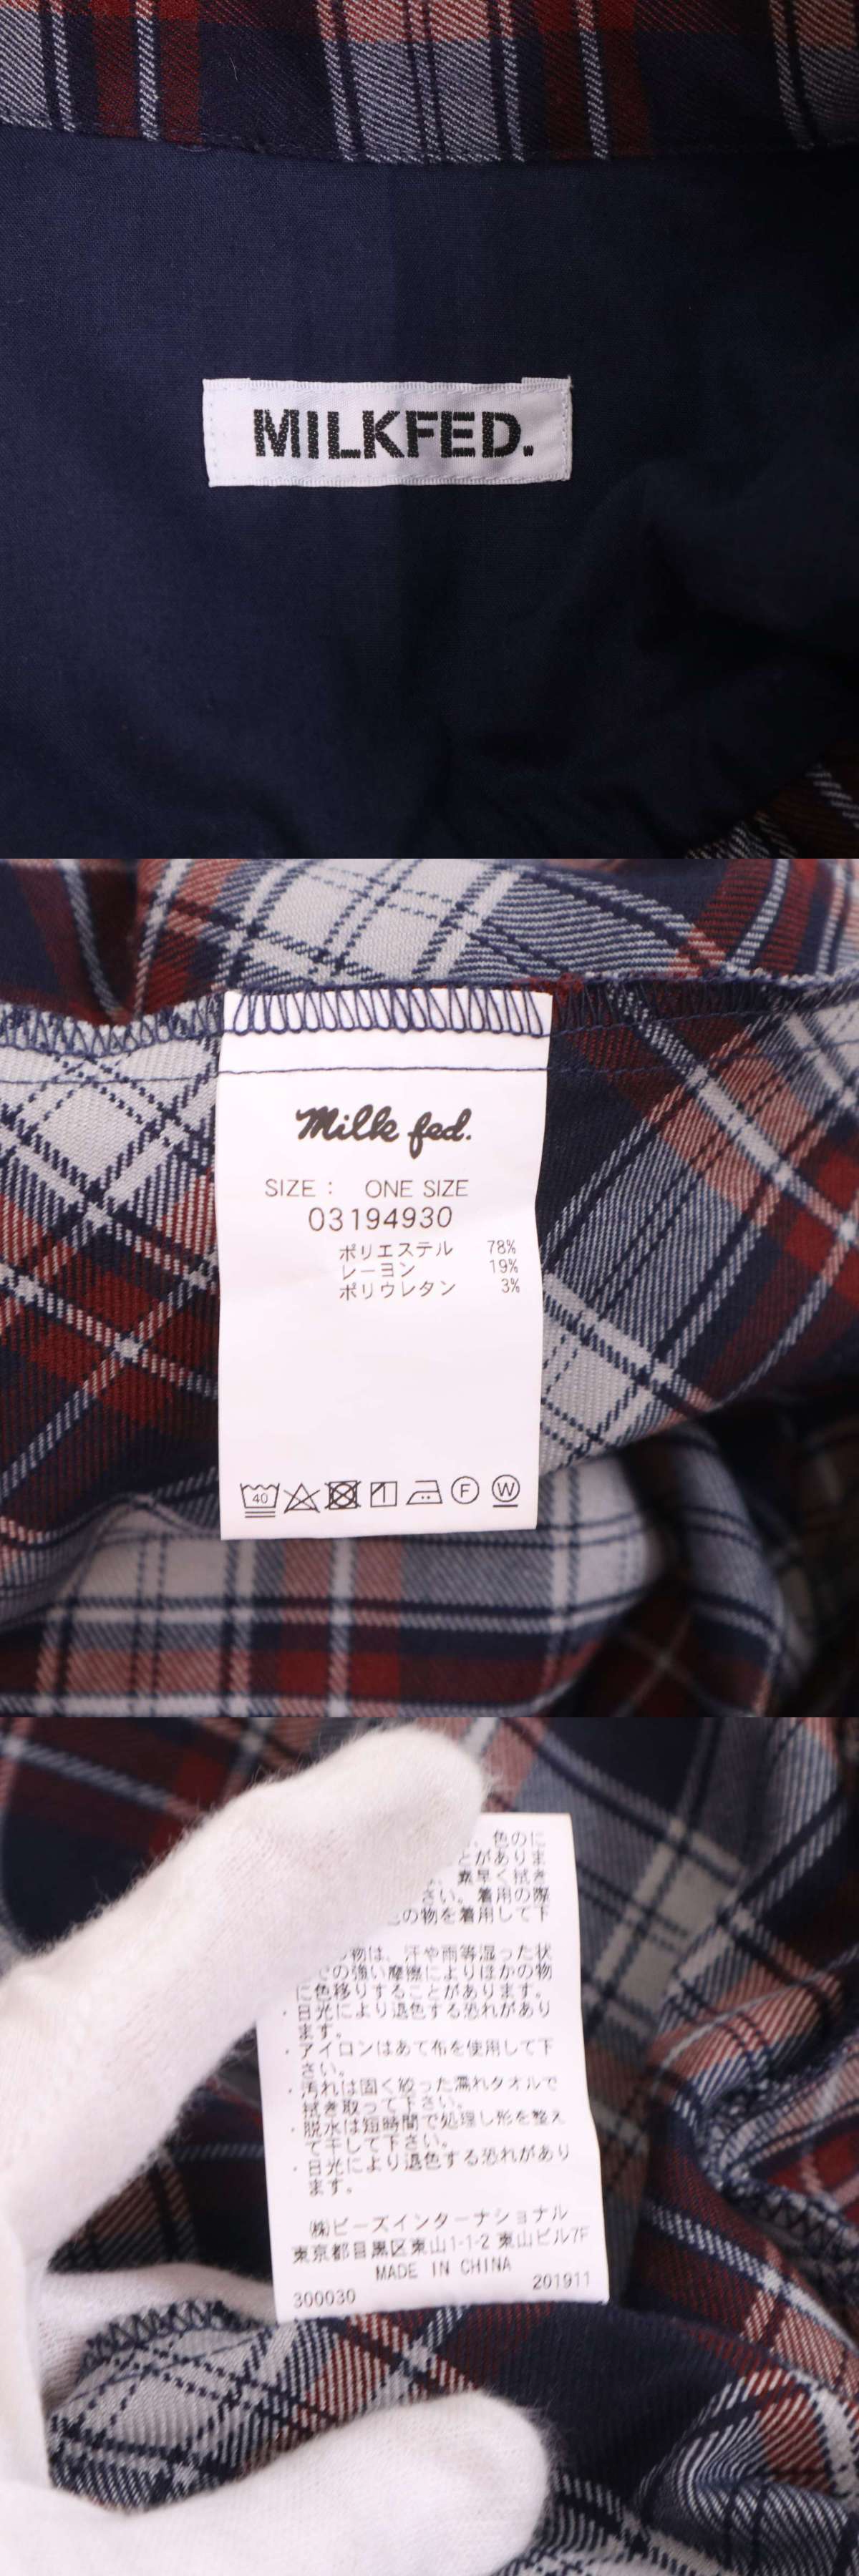 MILKFED.
Milk fed.
SIZE : ONE SIZE
03194930
ポリエステル 78%
レーヨン 19%
ポリウレタン 3%
40
F
W
、色のに
とがありま
、素早く拭き
さい。着用の際
の物を着用して下
物は、汗や雨等湿った状
での強い摩擦によりほかの物
に色移りすることがあります。
・日光により退色する恐れがあり
ます。
・アイロンはあて布を使用して下
さい。
・汚れは固く絞った濡れタオルで
拭き取って下さい。
・脱水は短時間で処理し形を整え
て干して下さい。
・日光により退色する恐れがあり
ます。
㈱ビーズインターナショナル
東京都目黒区東山1-1-2 東山ビル7F
MADE IN CHINA
300030 201911